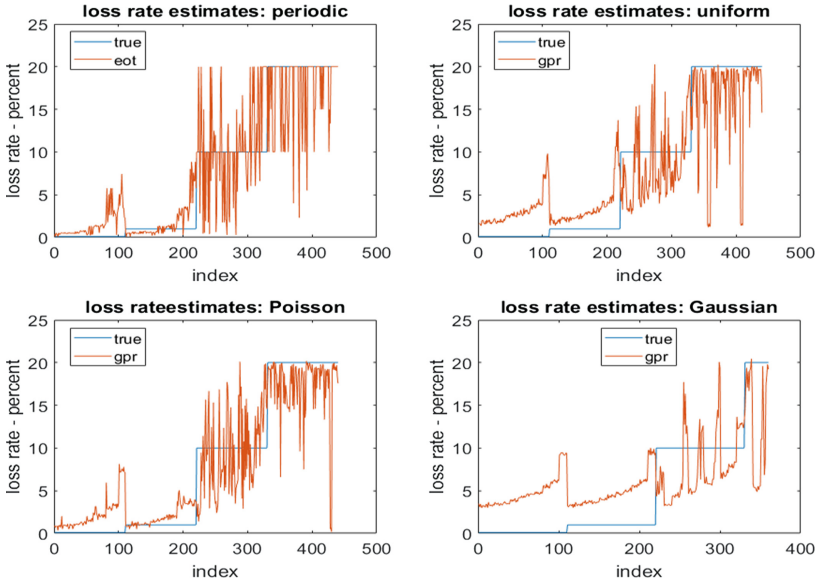 loss rate estimates: periodic
25
20
15
10
5
0
loss rate - percent
true
eot
0
100
200
300
400
500
index
loss rate estimates: uniform
25
20
15
10
5
0
loss rate - percent
true
gpr
0
100
200
300
400
500
index
loss rateestimates: Poisson
25
20
15
10
5
0
loss rate - percent
true
gpr
0
100
200
300
400
500
index
loss rate estimates: Gaussian
25
20
15
10
5
0
loss rate - percent
true
gpr
0
100
200
300
400
index